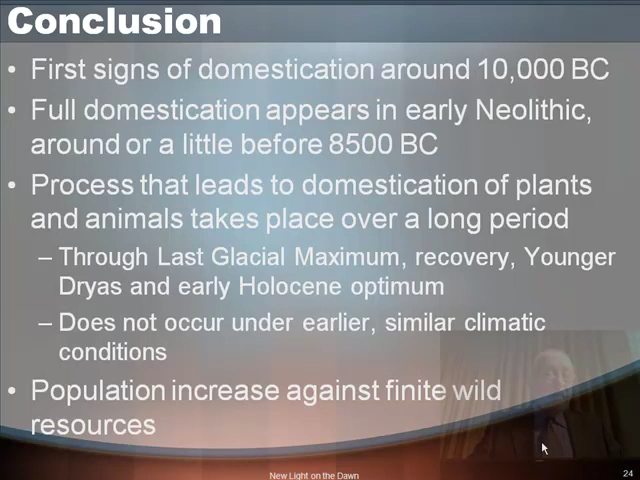 Conclusion
• First signs of domestication around 10,000 BC
• Full domestication appears in early Neolithic,
around or a little before 8500 BC
• Process that leads to domestication of plants
and animals takes place over a long period
– Through Last Glacial Maximum, recovery, Younger
Dryas and early Holocene optimum
– Does not occur under earlier, similar climatic
conditions
• Population increase against finite wild
resources
New Light on the Dawn
24